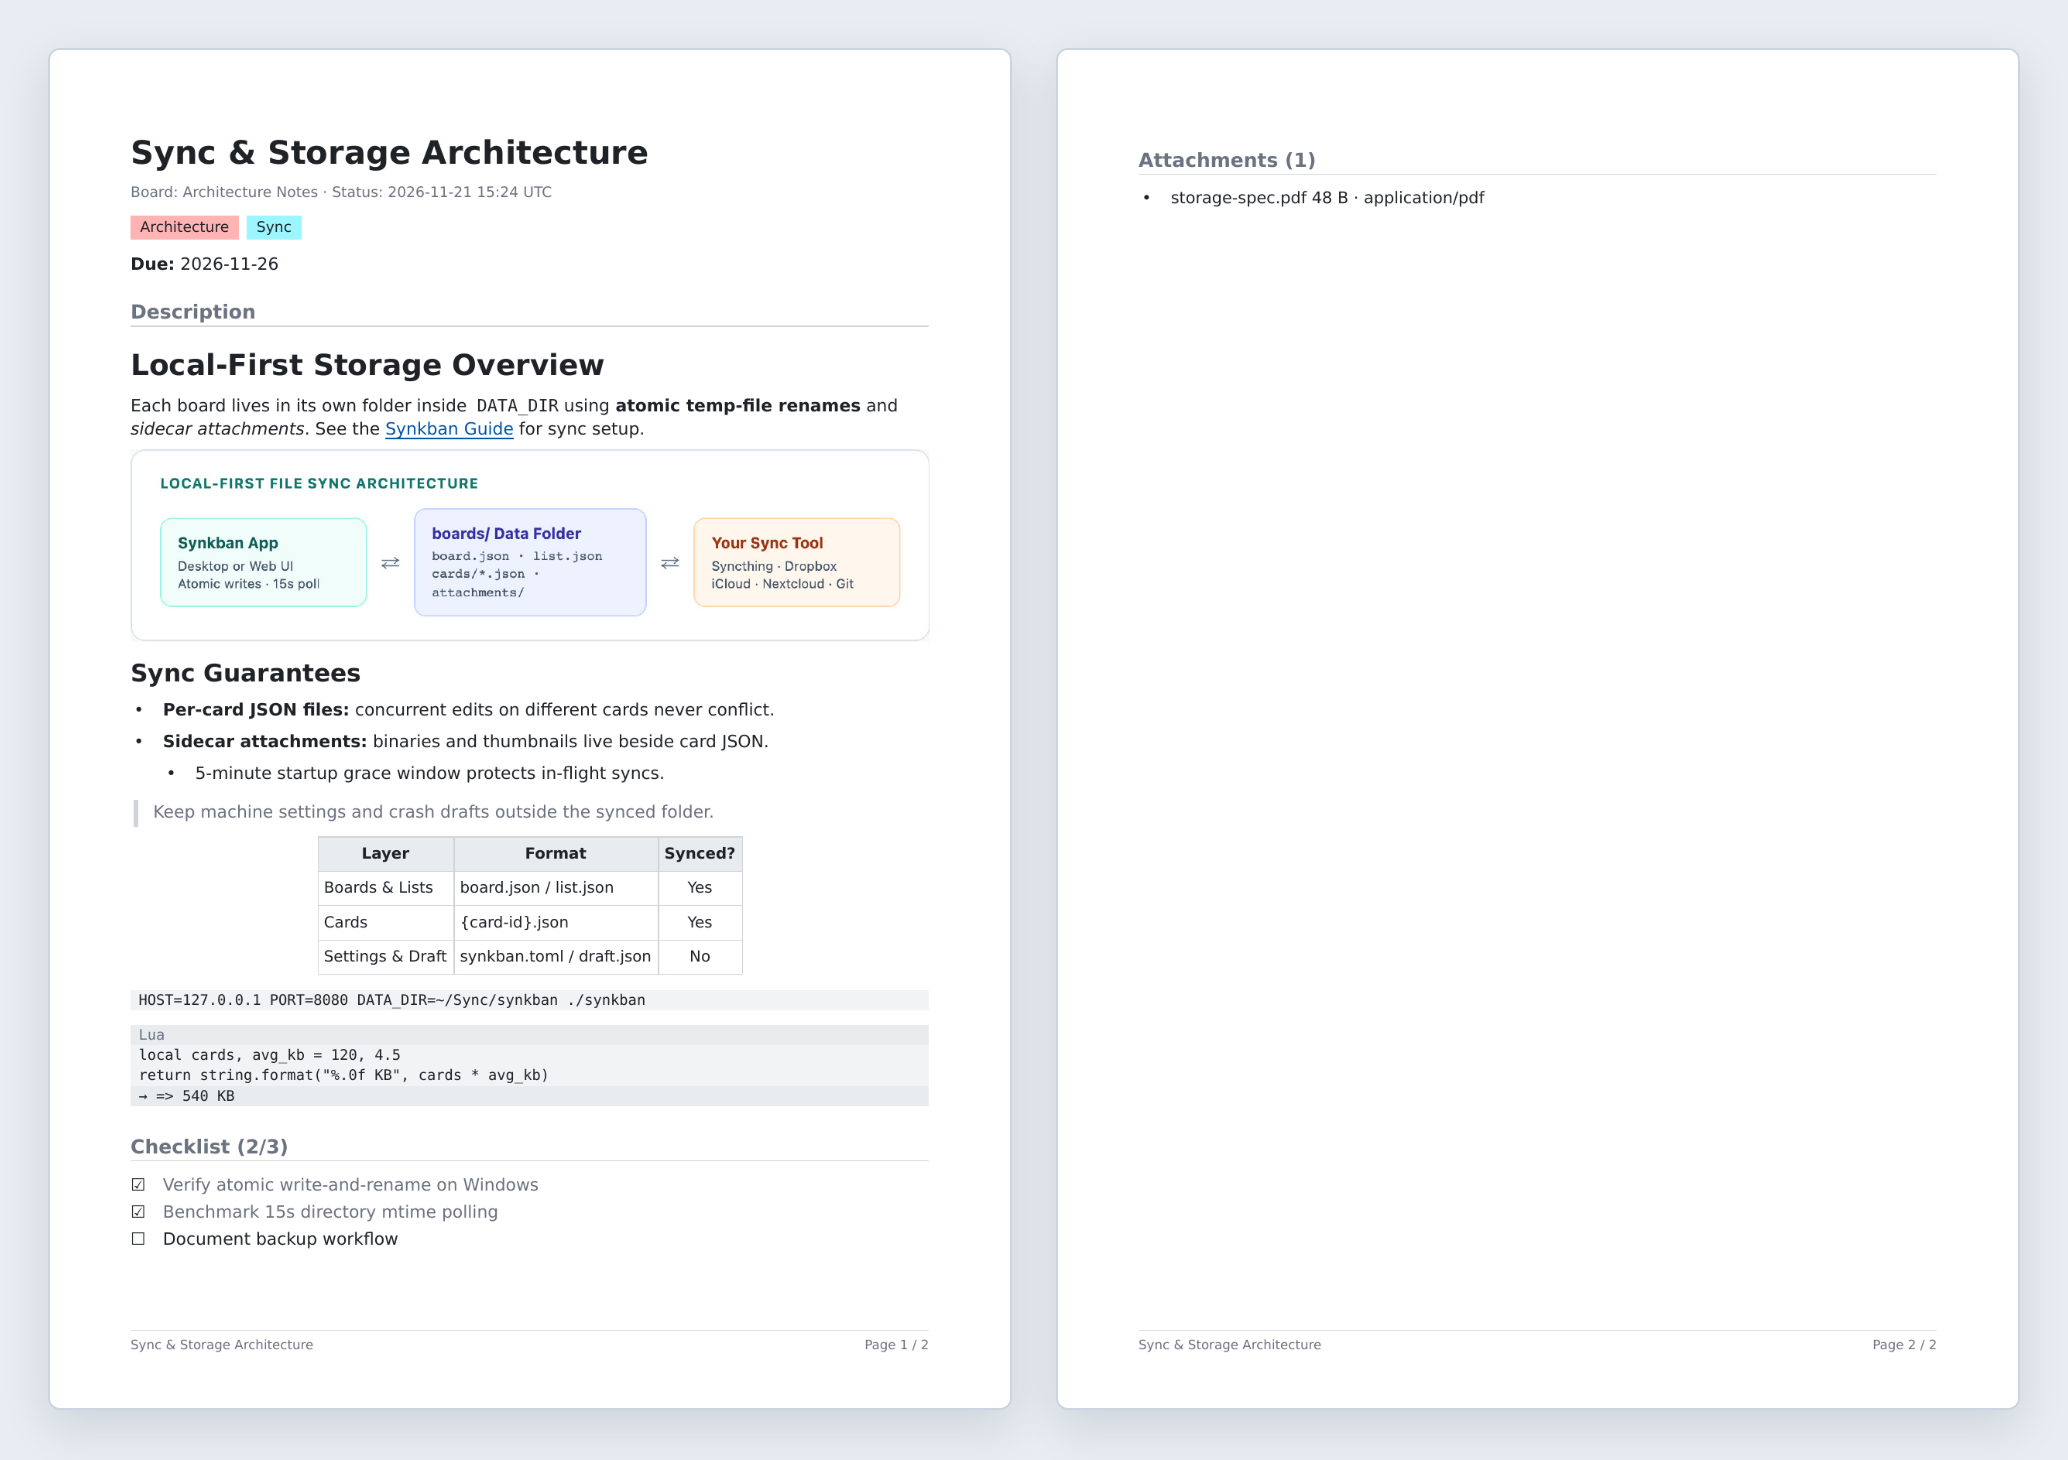 Sync & Storage Architecture
Board: Architecture Notes · Status: 2026-11-21 15:24 UTC
Architecture Sync
Due: 2026-11-26
Description
Local-First Storage Overview
Each board lives in its own folder inside DATA_DIR using atomic temp-file renames and
sidecar attachments. See the Synkban Guide for sync setup.
LOCAL-FIRST FILE SYNC ARCHITECTURE
Synkban App
Desktop or Web UI
Atomic writes · 15s poll
⇄
boards/ Data Folder
board.json · list.json
cards/*.json ·
attachments/
⇄
Your Sync Tool
Syncthing · Dropbox
iCloud · Nextcloud · Git
Sync Guarantees
• Per-card JSON files: concurrent edits on different cards never conflict.
• Sidecar attachments: binaries and thumbnails live beside card JSON.
• 5-minute startup grace window protects in-flight syncs.
Keep machine settings and crash drafts outside the synced folder.
Layer Format Synced?
Boards & Lists board.json / list.json Yes
Cards {card-id}.json Yes
Settings & Draft synkban.toml / draft.json No
HOST=127.0.0.1 PORT=8080 DATA_DIR=~/Sync/synkban ./synkban
Lua
local cards, avg_kb = 120, 4.5
return string.format("%.0f KB", cards * avg_kb)
→ => 540 KB
Checklist (2/3)
☑ Verify atomic write-and-rename on Windows
☑ Benchmark 15s directory mtime polling
☐ Document backup workflow
Sync & Storage Architecture Page 1 / 2
Attachments (1)
• storage-spec.pdf 48 B · application/pdf
Sync & Storage Architecture Page 2 / 2